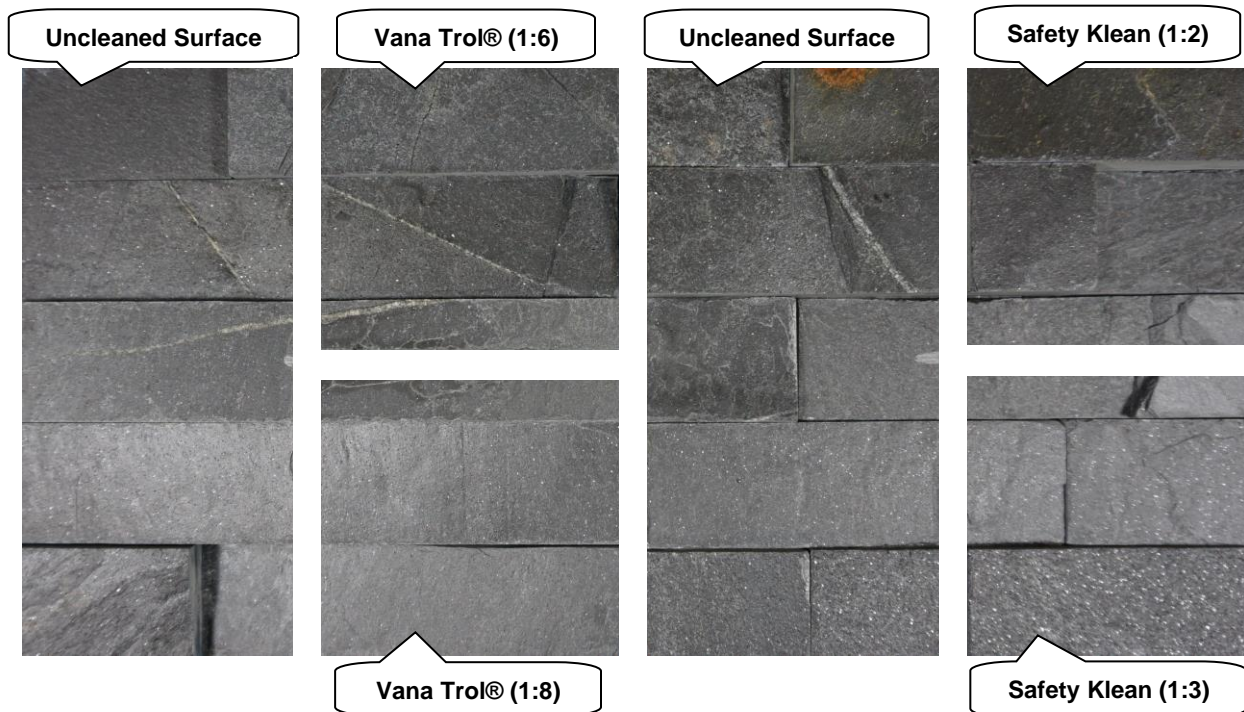 Uncleaned Surface
Vana Trol® (1:6)
Uncleaned Surface
Safety Klean (1:2)
Vana Trol® (1:8)
Safety Klean (1:3)